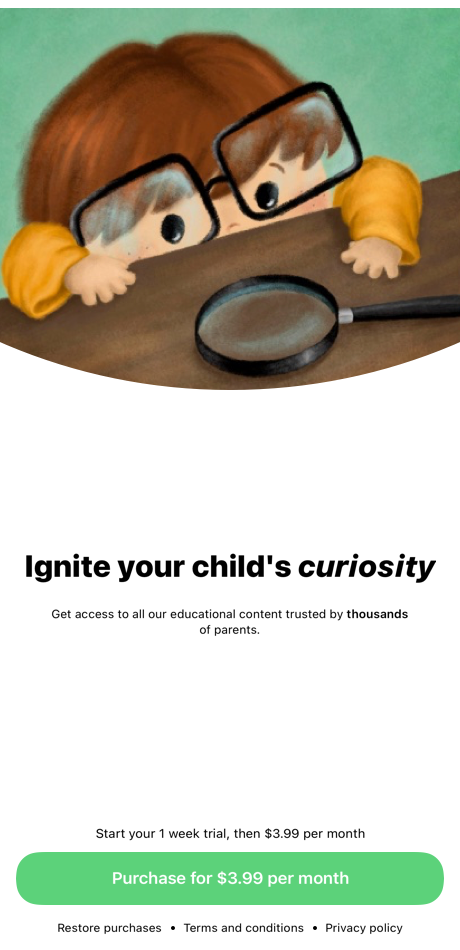 Ignite your child's curiosity
Get access to all our educational content trusted by thousands
of parents.
Start your 1 week trial, then $3.99 per month
Purchase for $3.99 per month
Restore purchases • Terms and conditions • Privacy policy